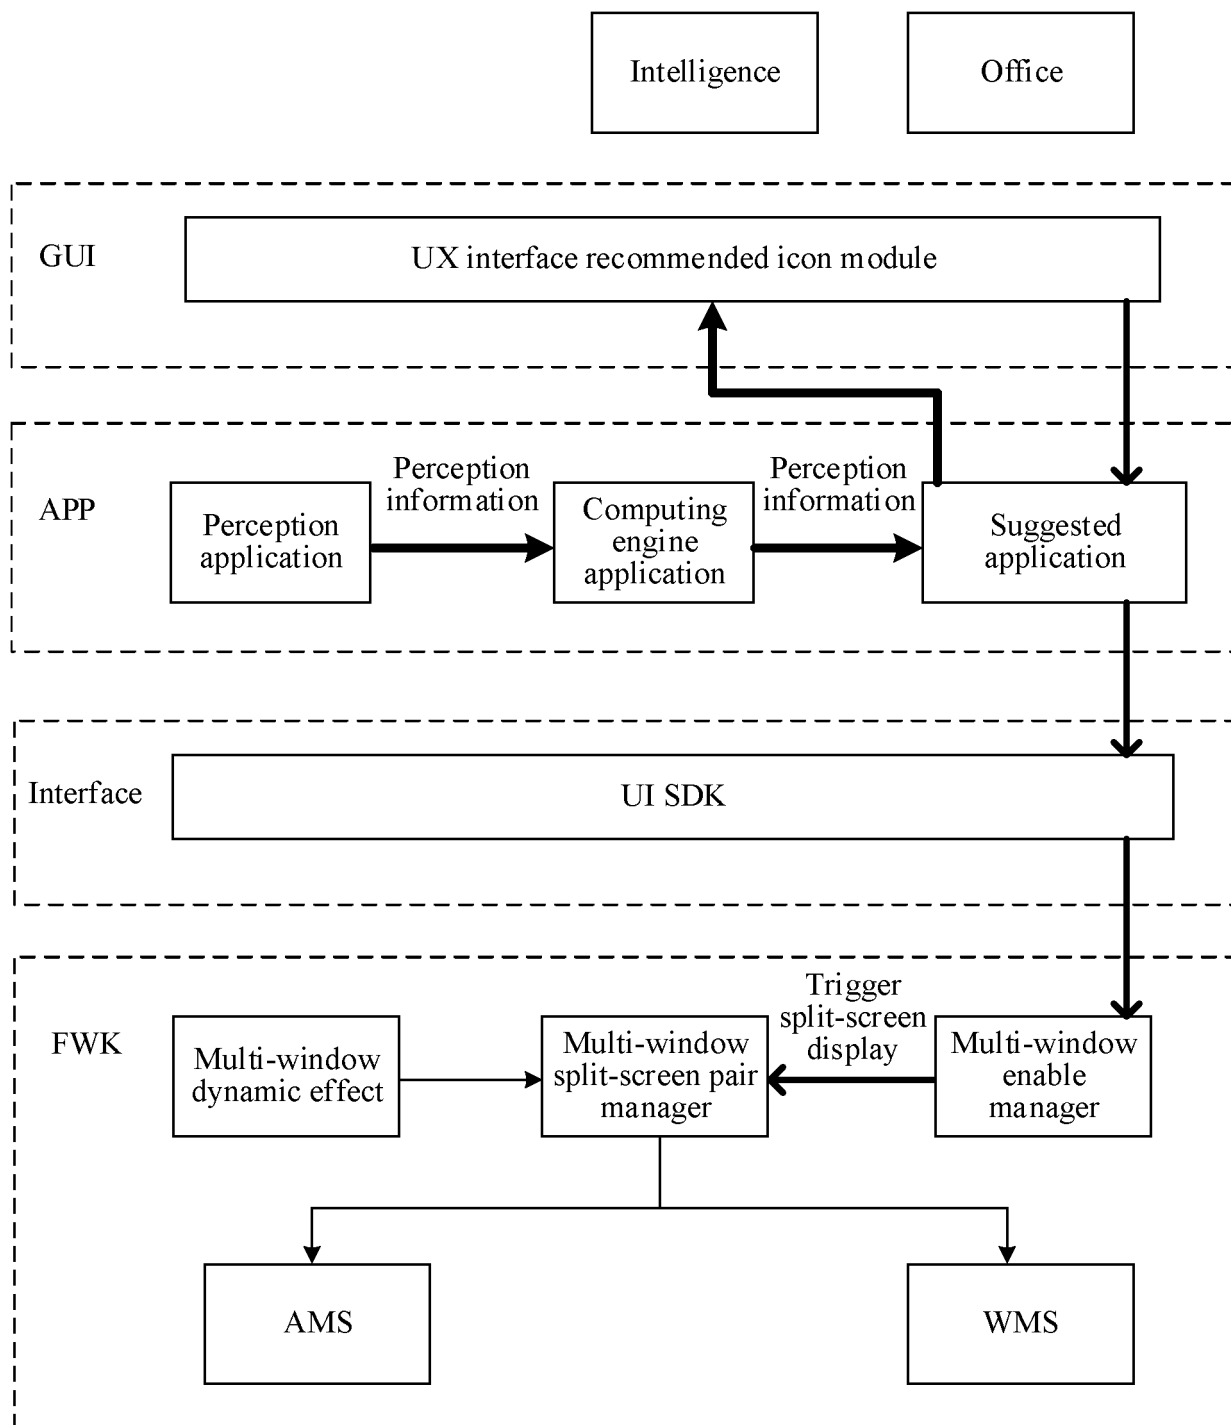 Intelligence
Office
GUI
UX interface recommended icon module
APP
Perception
application
Perception
information
Computing
engine
application
Perception
information
Suggested
application
Interface
UI SDK
FWK
Multi-window
dynamic effect
Multi-window
split-screen pair
manager
Trigger
split-screen
display
Multi-window
enable
manager
AMS
WMS